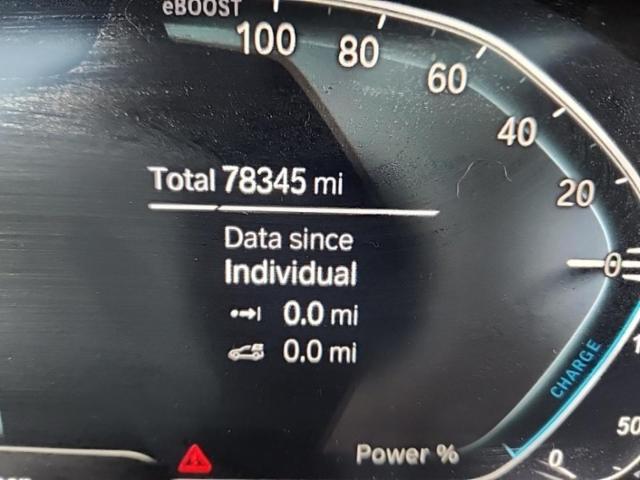 eBOOST
100
80
60
40
20
0
Total 78345 mi
Data since
Individual
0.0 mi
0.0 mi
CHARGE
50
0
Power %